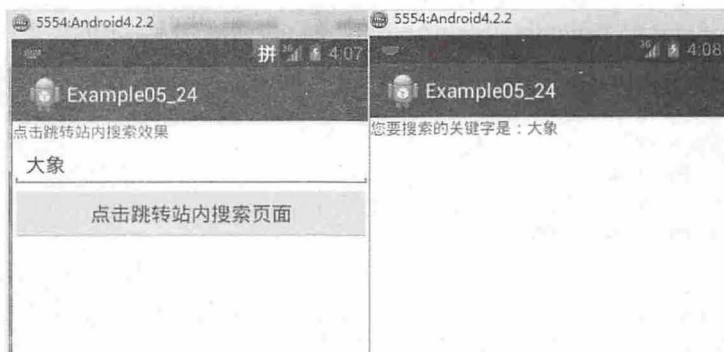 5554:Android4.2.2
拼 3G 4:07
Example05_24
点击跳转站内搜索效果
大象
点击跳转站内搜索页面
5554:Android4.2.2
3G 4:08
Example05_24
您要搜索的关键字是：大象